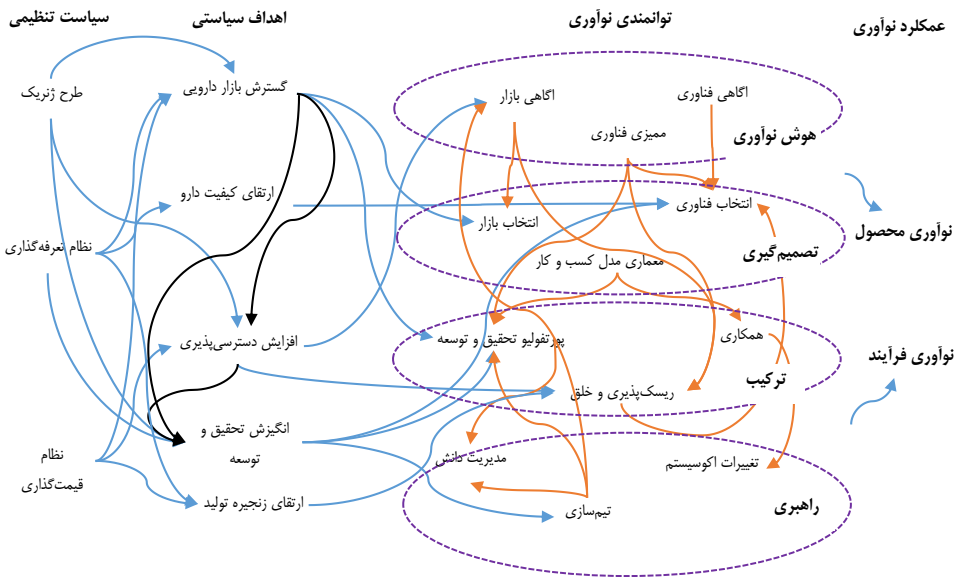 عمکلرد نوآوری
توانمندی نوآوری
اهداف سیاستی
سیاست تنظیمی
آگاهی فناوری
آگاهی بازار
گسترش بازار دارویی
طرح ژنریک
ممیزی فناوری
هوش نوآوری
انتخاب فناوری
انتخاب بازار
ارتقای کیفیت دارو
نوآوری محصول
تصمیم‌گیری
معماری مدل کسب و کار
نظام تعرفه‌گذاری
همکاری
پورتفولیو تحقیق و توسعه
افزایش دسترسی‌پذیری
نوآوری فرآیند
ترکیب
ریسک‌پذیری و خلق
انگیزش تحقیق و
توسعه
تغییرات اکوسیستم
مدیریت دانش
نظام
قیمت‌گذاری
راهبری
تیم‌سازی
ارتقای زنجیره تولید